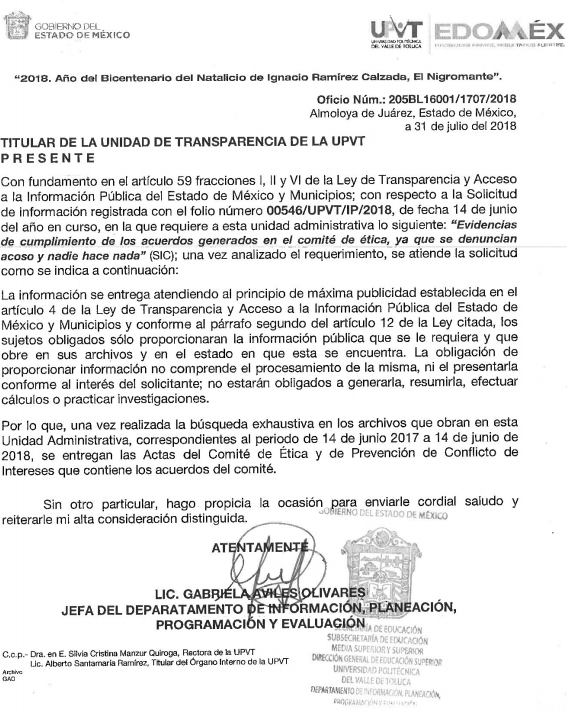 GOBIERNO DEL
ESTADO DE MÉXICO
UPVT
UNIVERSIDAD POLITÉCNICA
DEL VALLE DE TOLUCA
EDOMÉX
"2018. Año del Bicentenario del Natalicio de Ignacio Ramírez Calzada, El Nigromante".
Oficio Núm.: 205BL16001/1707/2018
Almoloya de Juárez, Estado de México,
a 31 de julio del 2018
TITULAR DE LA UNIDAD DE TRANSPARENCIA DE LA UPVT
P R E S E N T E
Con fundamento en el artículo 59 fracciones I, II y VI de la Ley de Transparencia y Acceso
a la Información Pública del Estado de México y Municipios; con respecto a la Solicitud
de información registrada con el folio número 00546/UPVT/IP/2018, de fecha 14 de junio
del año en curso, en la que requiere a esta unidad administrativa lo siguiente: "Evidencias
de cumplimiento de los acuerdos generados en el comité de ética, ya que se denuncian
acoso y nadie hace nada" (SIC); una vez analizado el requerimiento, se atiende la solicitud
como se indica a continuación:
La información se entrega atendiendo al principio de máxima publicidad establecida en el
artículo 4 de la Ley de Transparencia y Acceso a la Información Pública del Estado de
México y Municipios y conforme al párrafo segundo del artículo 12 de la Ley citada, los
sujetos obligados sólo proporcionaran la información pública que se le requiera y que
obre en sus archivos y en el estado en que esta se encuentra. La obligación de
proporcionar información no comprende el procesamiento de la misma, ni el presentarla
conforme al interés del solicitante; no estarán obligados a generarla, resumirla, efectuar
cálculos o practicar investigaciones.
Por lo que, una vez realizada la búsqueda exhaustiva en los archivos que obran en esta
Unidad Administrativa, correspondientes al periodo de 14 de junio 2017 a 14 de junio de
2018, se entregan las Actas del Comité de Ética y de Prevención de Conflicto de
Intereses que contiene los acuerdos del comité.
Sin otro particular, hago propicia la ocasión para enviarle cordial saludo y
reiterarle mi alta consideración distinguida.
GOBIERNO DEL ESTADO DE MÉXICO
ATENTAMENTE
LIC. GABRIELA AVILES OLIVARES
JEFA DEL DEPARATAMENTO DE INFORMACIÓN, PLANEACIÓN,
PROGRAMACIÓN Y EVALUACIÓN
SECRETARÍA DE EDUCACIÓN
SUBSECRETARÍA DE EDUCACIÓN
MEDIA SUPERIOR Y SUPERIOR
DIRECCIÓN GENERAL DE EDUCACIÓN SUPERIOR
UNIVERSIDAD POLITÉCNICA
DEL VALLE DE TOLUCA
DEPARTAMENTO DE INFORMACIÓN, PLANEACIÓN,
PROGRAMACIÓN Y EVALUACIÓN
C.c.p.- Dra. en E. Silvia Cristina Manzur Quiroga, Rectora de la UPVT
Lic. Alberto Santamaría Ramírez, Titular del Órgano Interno de la UPVT
Archivo
GAO